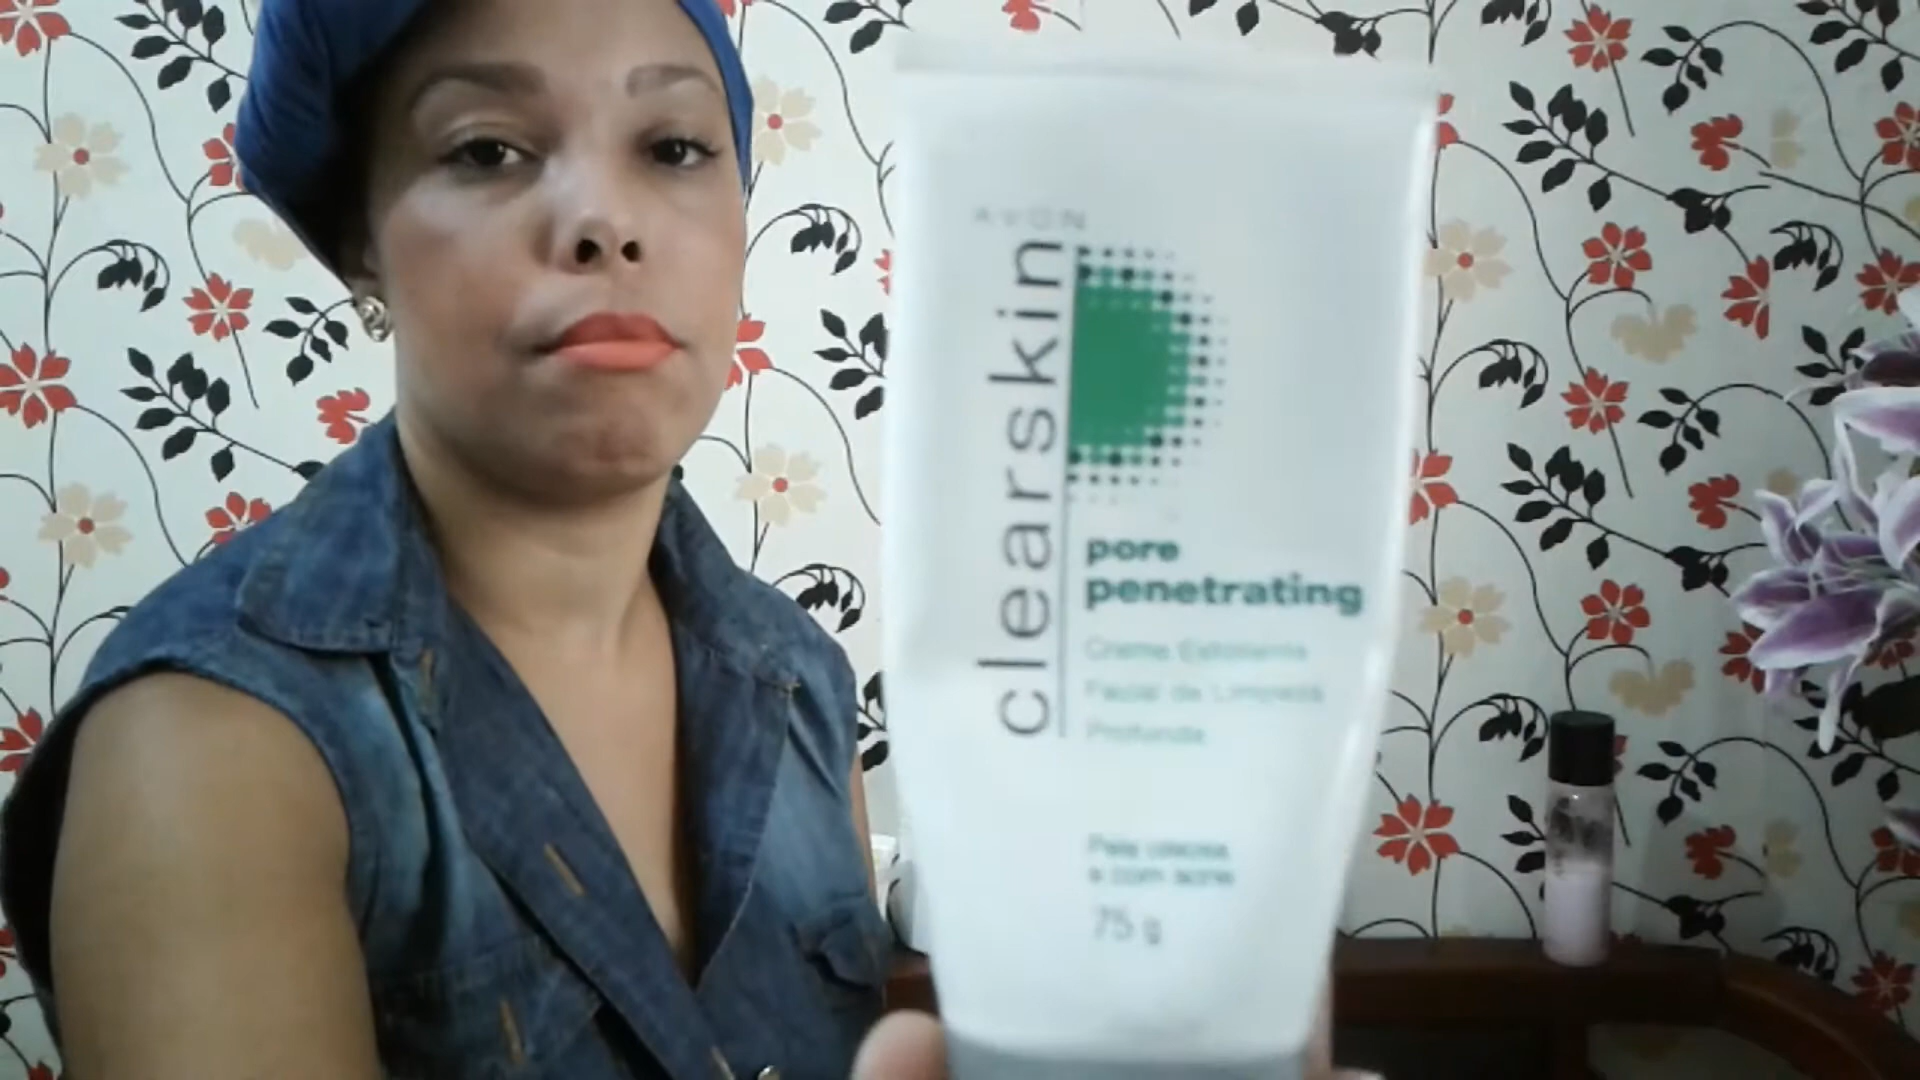 AVON
clearskin
pore
penetrating
Creme Esfoliante
Facial de Limpeza
Profunda
Pele oleosa
e com acne
75 g